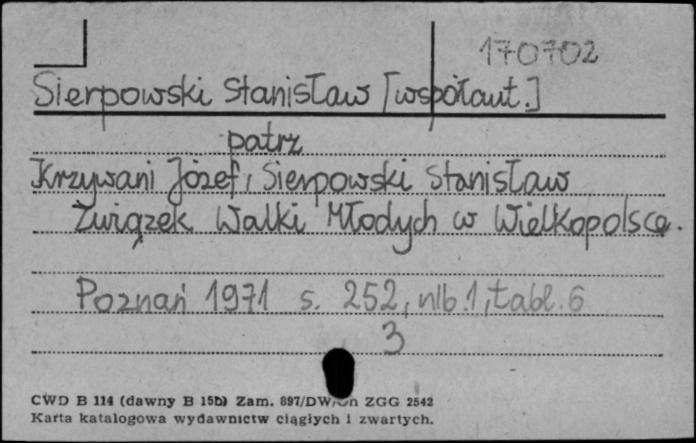 170702
Sierpowski Stanisław [współaut.]
patrz
Krzywani Józef, Sierpowski Stanisław
Związek Walki Młodych w Wielkopolsce.
Poznań 1971 s. 252, nlb. 1, tabl. 6
3
CWD B 114 (dawny B 15b) Zam. 897/DW/ ZGG 2542
Karta katalogowa wydawnictw ciągłych i zwartych.